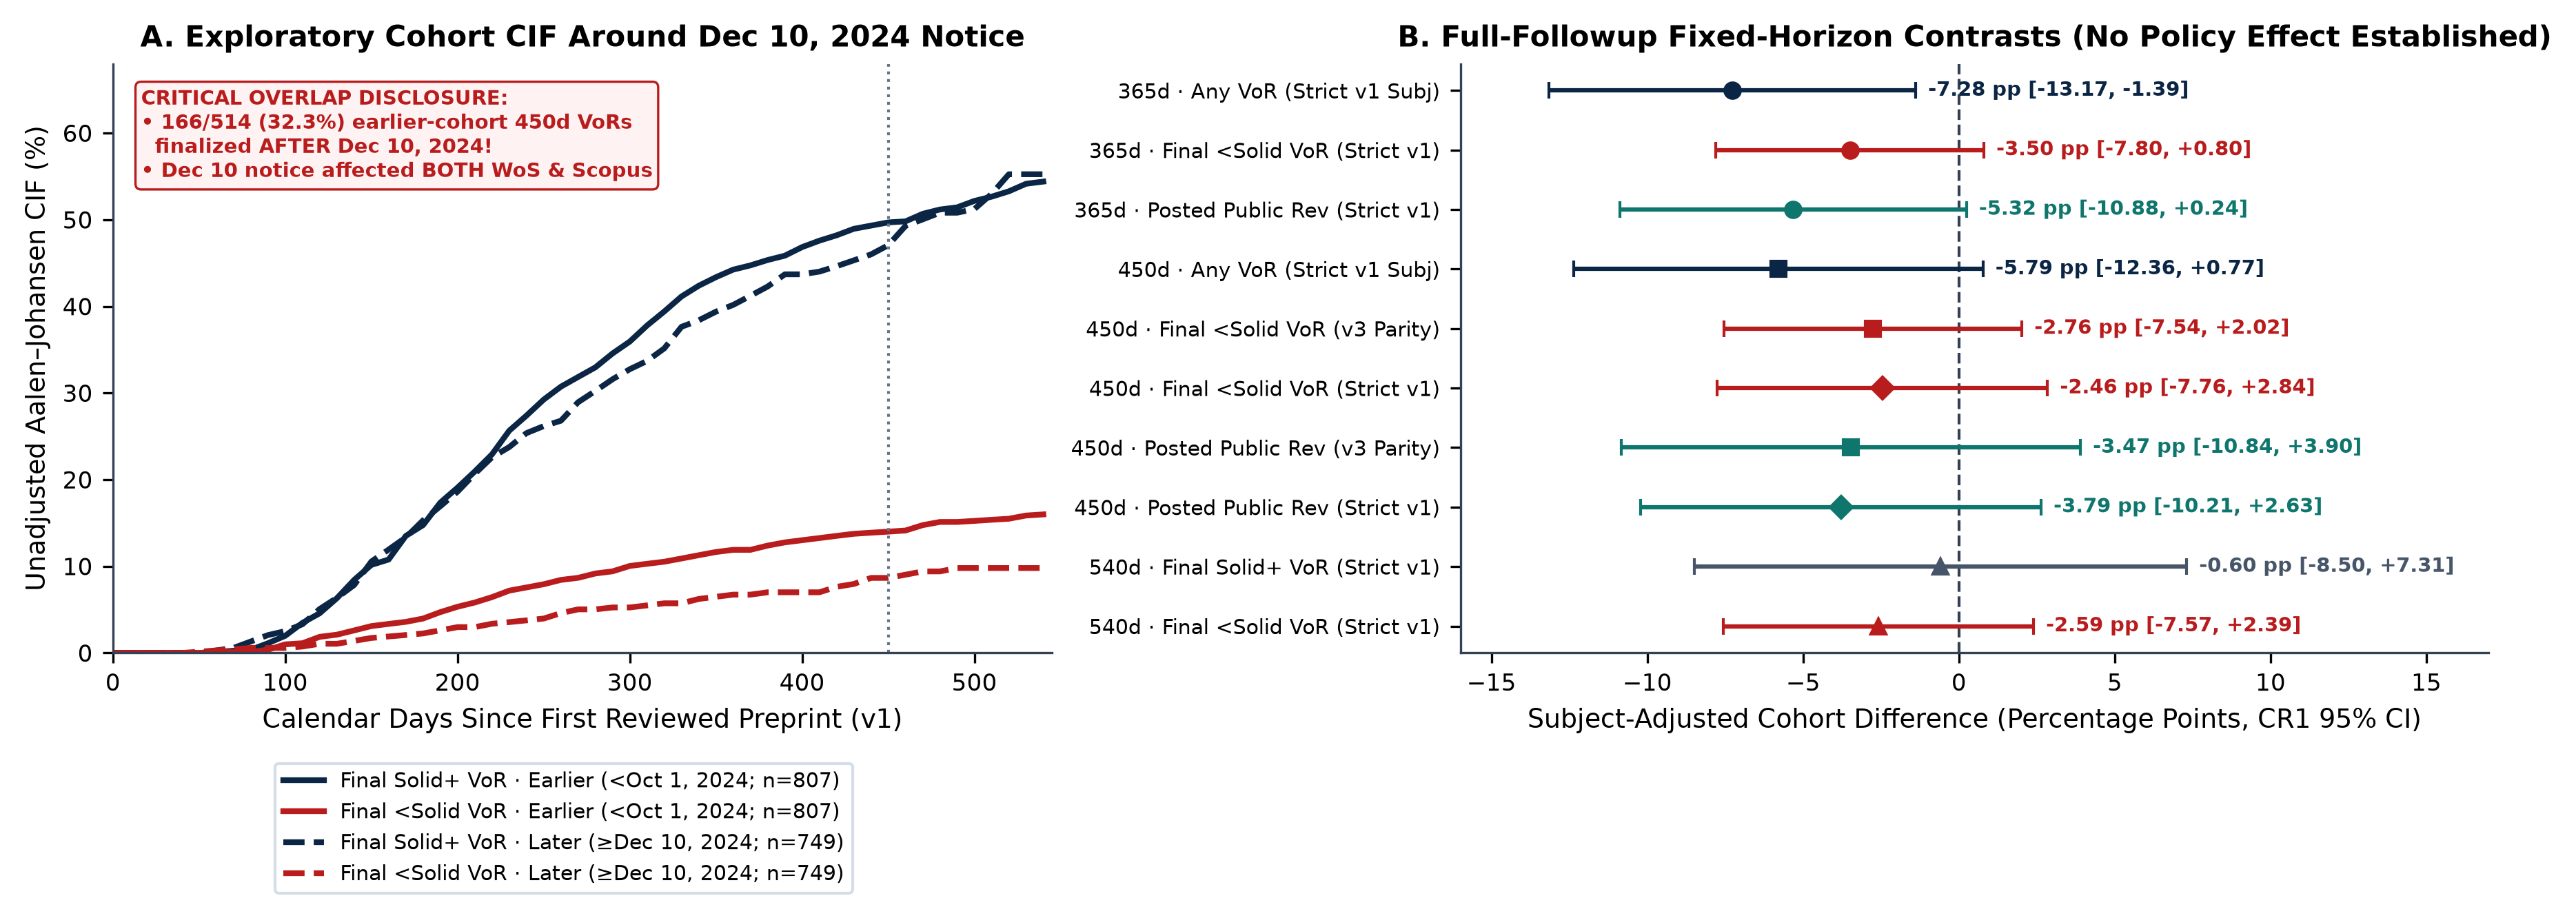 A. Exploratory Cohort CIF Around Dec 10, 2024 Notice
CRITICAL OVERLAP DISCLOSURE:
• 166/514 (32.3%) earlier-cohort 450d VoRs
finalized AFTER Dec 10, 2024!
• Dec 10 notice affected BOTH WoS & Scopus
Unadjusted Aalen–Johansen CIF (%)
60
50
40
30
20
10
0
0 100 200 300 400 500
Calendar Days Since First Reviewed Preprint (v1)
Final Solid+ VoR · Earlier (<Oct 1, 2024; n=807)
Final <Solid VoR · Earlier (<Oct 1, 2024; n=807)
Final Solid+ VoR · Later (≥Dec 10, 2024; n=749)
Final <Solid VoR · Later (≥Dec 10, 2024; n=749)
B. Full-Followup Fixed-Horizon Contrasts (No Policy Effect Established)
365d · Any VoR (Strict v1 Subj) -7.28 pp [-13.17, -1.39]
365d · Final <Solid VoR (Strict v1) -3.50 pp [-7.80, +0.80]
365d · Posted Public Rev (Strict v1) -5.32 pp [-10.88, +0.24]
450d · Any VoR (Strict v1 Subj) -5.79 pp [-12.36, +0.77]
450d · Final <Solid VoR (v3 Parity) -2.76 pp [-7.54, +2.02]
450d · Final <Solid VoR (Strict v1) -2.46 pp [-7.76, +2.84]
450d · Posted Public Rev (v3 Parity) -3.47 pp [-10.84, +3.90]
450d · Posted Public Rev (Strict v1) -3.79 pp [-10.21, +2.63]
540d · Final Solid+ VoR (Strict v1) -0.60 pp [-8.50, +7.31]
540d · Final <Solid VoR (Strict v1) -2.59 pp [-7.57, +2.39]
−15 −10 −5 0 5 10 15
Subject-Adjusted Cohort Difference (Percentage Points, CR1 95% CI)